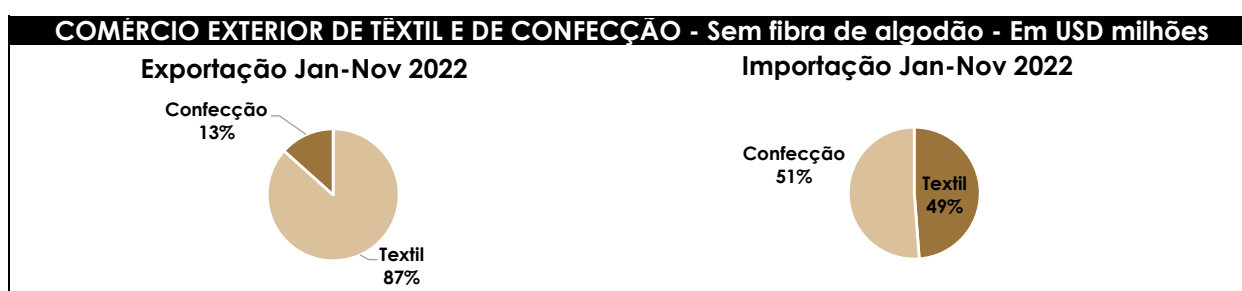 COMÉRCIO EXTERIOR DE TÊXTIL E DE CONFECÇÃO - Sem fibra de algodão - Em USD milhões
Exportação Jan-Nov 2022
Confecção
13%
Textil
87%
Importação Jan-Nov 2022
Confecção
51%
Textil
49%